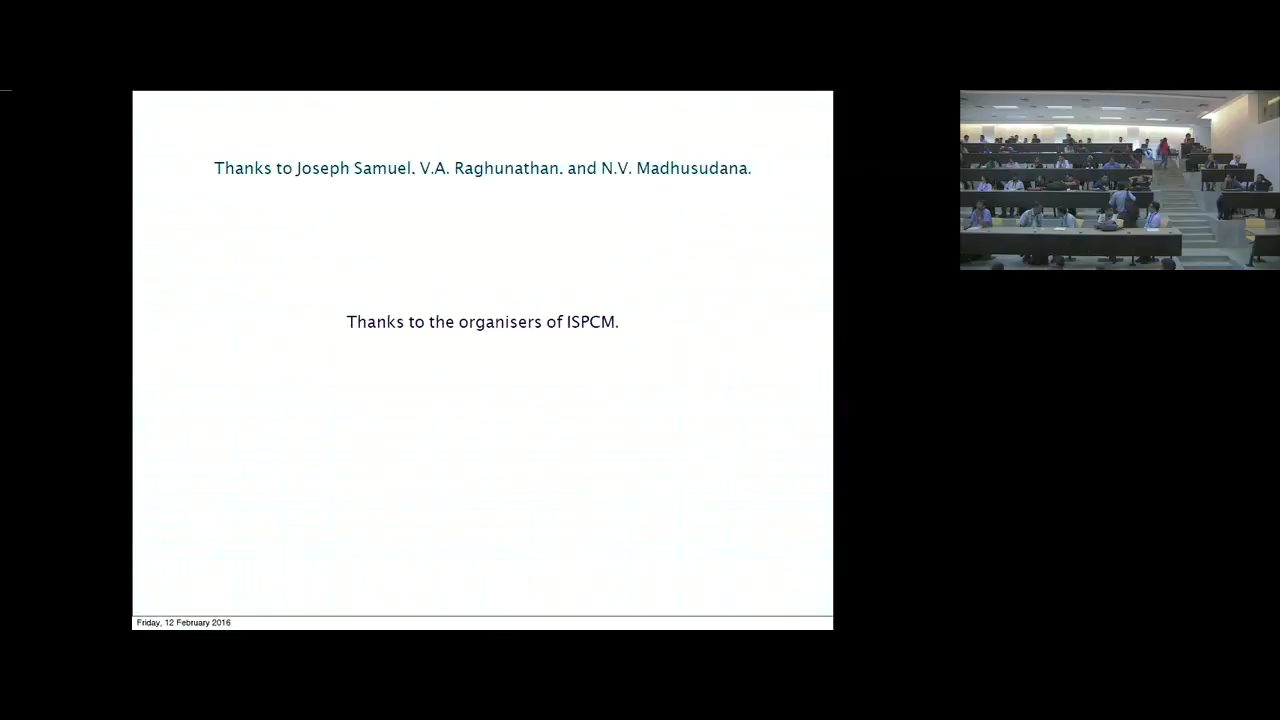 Thanks to Joseph Samuel, V.A. Raghunathan, and N.V. Madhusudana.
Thanks to the organisers of ISPCM.
Friday, 12 February 2016